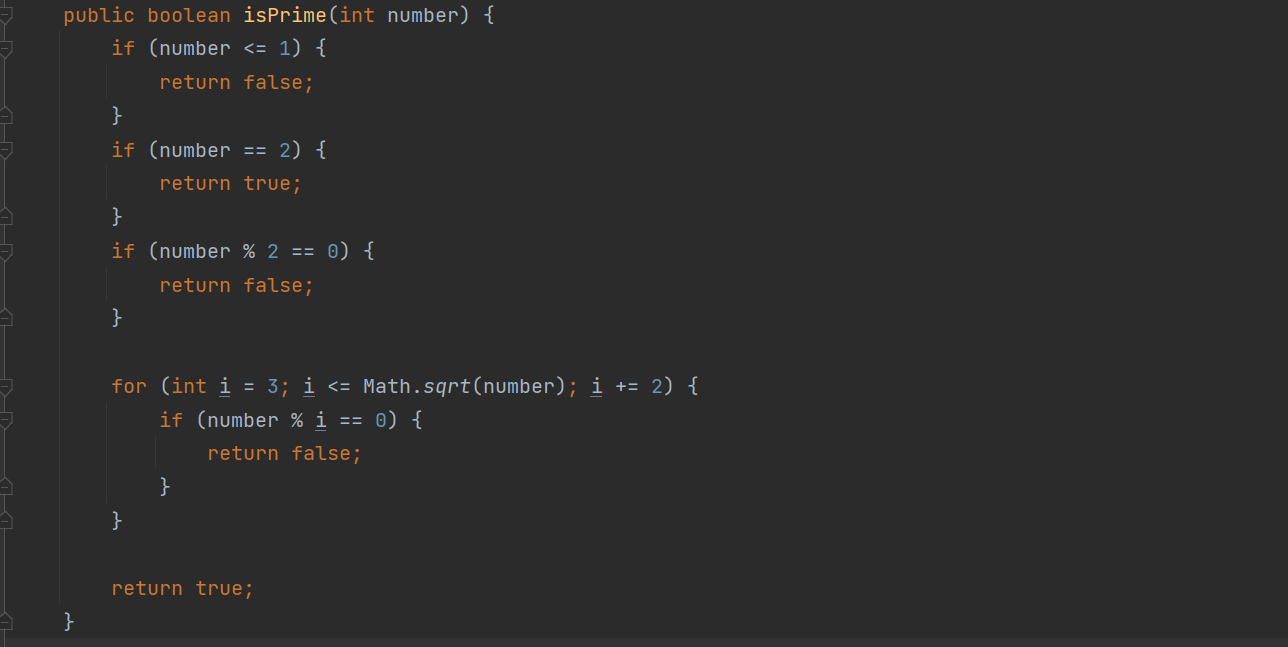 public boolean isPrime(int number) {
    if (number <= 1) {
        return false;
    }
    if (number == 2) {
        return true;
    }
    if (number % 2 == 0) {
        return false;
    }

    for (int i = 3; i <= Math.sqrt(number); i += 2) {
        if (number % i == 0) {
            return false;
        }
    }

    return true;
}